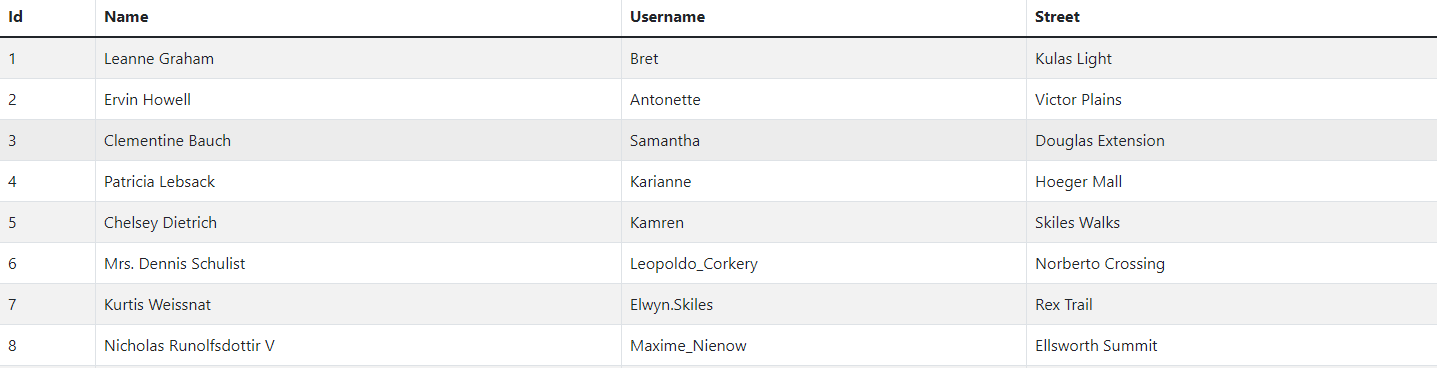 Id Name Username Street
1 Leanne Graham Bret Kulas Light
2 Ervin Howell Antonette Victor Plains
3 Clementine Bauch Samantha Douglas Extension
4 Patricia Lebsack Karianne Hoeger Mall
5 Chelsey Dietrich Kamren Skiles Walks
6 Mrs. Dennis Schulist Leopoldo_Corkery Norberto Crossing
7 Kurtis Weissnat Elwyn.Skiles Rex Trail
8 Nicholas Runolfsdottir V Maxime_Nienow Ellsworth Summit